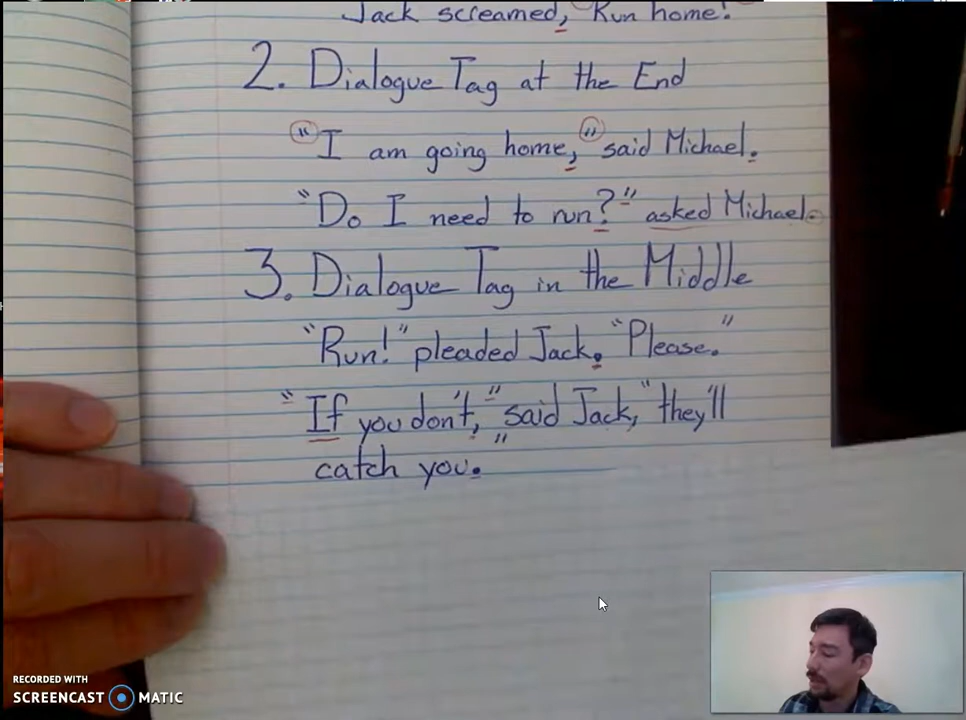 Jack screamed, "Run home!"
2. Dialogue Tag at the End
"I am going home," said Michael.
"Do I need to run?" asked Michael.
3. Dialogue Tag in the Middle
"Run!" pleaded Jack. "Please."
"If you don't," said Jack, "they'll
catch you."
RECORDED WITH
SCREENCAST MATIC